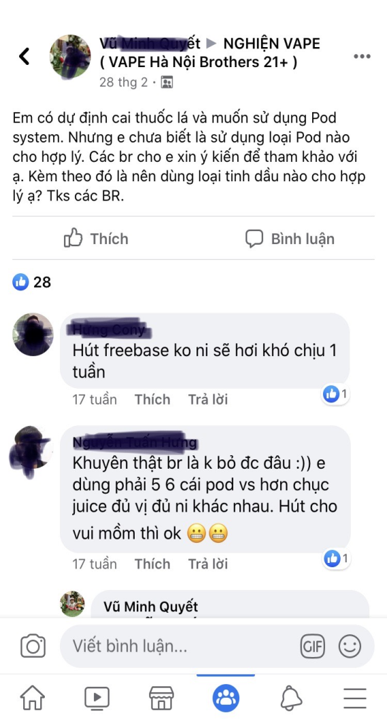 Vũ Minh Quyết ▶ NGHIỆN VAPE
( VAPE Hà Nội Brothers 21+ )
28 thg 2 ·
Em có dự định cai thuốc lá và muốn sử dụng Pod
system. Nhưng e chưa biết là sử dụng loại Pod nào
cho hợp lý. Các br cho e xin ý kiến để tham khảo với
ạ. Kèm theo đó là nên dùng loại tinh dầu nào cho hợp
lý ạ? Tks các BR.
Thích
Bình luận
28
Hút freebase ko ni sẽ hơi khó chịu 1
tuần
17 tuần Thích Trả lời
1
Khuyên thật br là k bỏ đc đâu :)) e
dùng phải 5 6 cái pod vs hơn chục
juice đủ vị đủ ni khác nhau. Hút cho
vui mồm thì ok 😬😬
17 tuần Thích Trả lời
1
Vũ Minh Quyết
Viết bình luận...
GIF